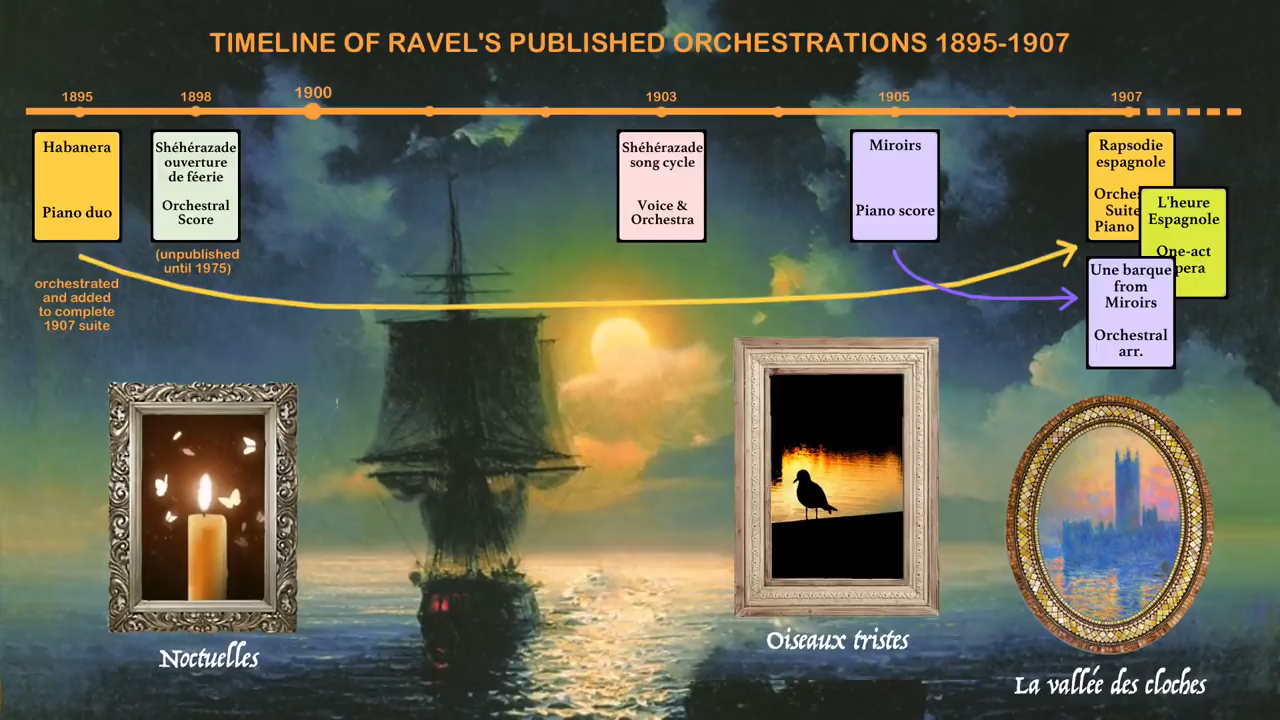 TIMELINE OF RAVEL'S PUBLISHED ORCHESTRATIONS 1895-1907
1895
1898
1900
1903
1905
1907
Habanera
Piano duo
orchestrated
and added
to complete
1907 suite
Shéhérazade
ouverture
de féerie
Orchestral
Score
(unpublished
until 1975)
Shéhérazade
song cycle
Voice &
Orchestra
Miroirs
Piano score
Rapsodie
espagnole
Suite
Piano
L'heure
Espagnole
One-act
Une barque
from
Miroirs
Orchestral
arr.
Noctuelles
Oiseaux tristes
La vallée des cloches